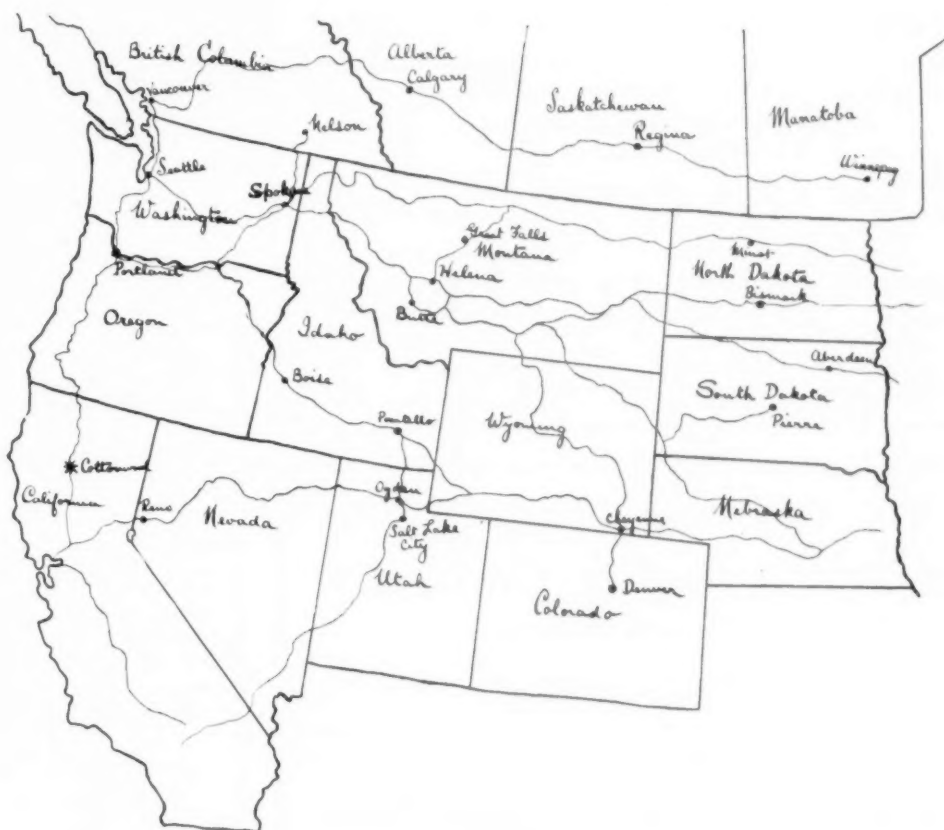 British Columbia
Alberta
Vancouver
Calgary
Saskatchewan
Regina
Manatoba
Winnepeg
Nelson
Seattle
Spokane
Washington
Great Falls
Montana
Helena
Minot
North Dakota
Bismark
Portland
Butte
Oregon
Idaho
Aberdeen
Boise
South Dakota
Pierre
Pocatello
Wyoming
Cottonwood
California
Ogden
Reno
Nevada
Salt Lake
City
Cheyenne
Nebraska
Utah
Denver
Colorado